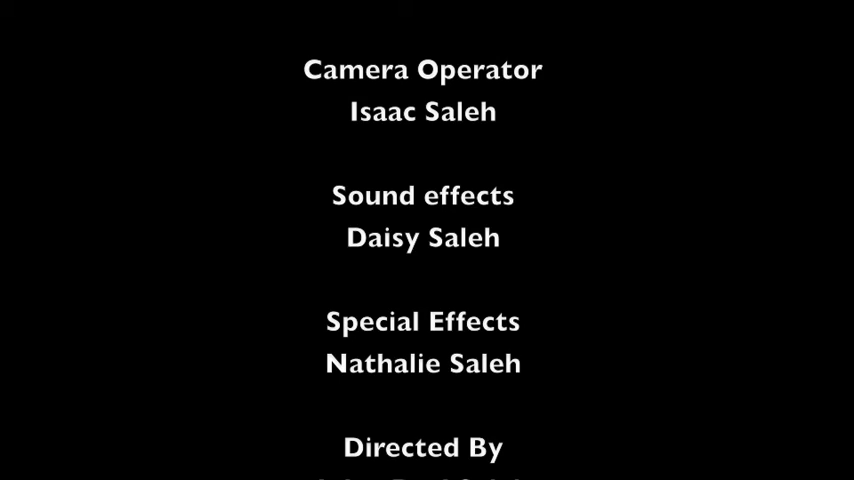 Camera Operator
Isaac Saleh
Sound effects
Daisy Saleh
Special Effects
Nathalie Saleh
Directed By